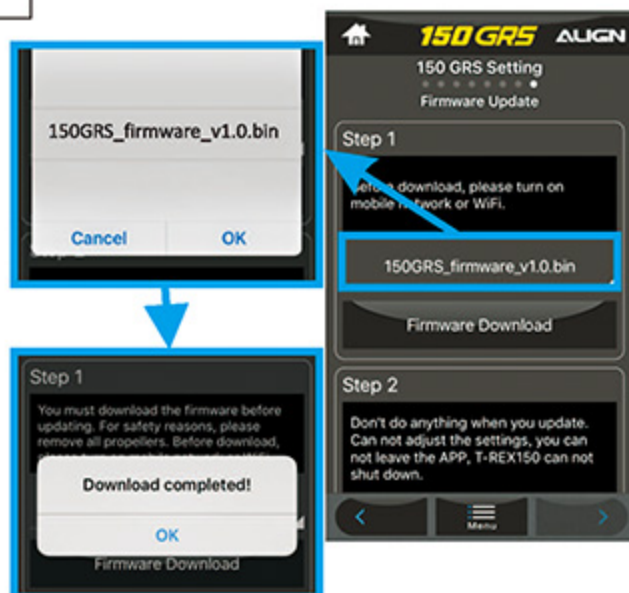 150GRS_firmware_v1.0.bin
Cancel
OK
Step 1
You must download the firmware before
updating. For safety reasons, please
remove all propellers. Before download,
Download completed!
OK
Firmware Download
150 GRS ALIGN
150 GRS Setting
Firmware Update
Step 1
Before download, please turn on
mobile network or WiFi.
150GRS_firmware_v1.0.bin
Firmware Download
Step 2
Don't do anything when you update.
Can not adjust the settings, you can
not leave the APP, T-REX150 can not
shut down.
Menu